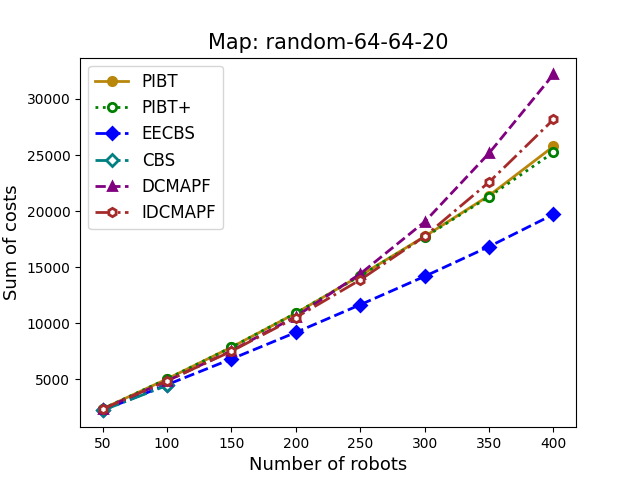 Map: random-64-64-20
PIBT
PIBT+
EECBS
CBS
DCMAPF
IDCMAPF
Sum of costs
30000
25000
20000
15000
10000
5000
50 100 150 200 250 300 350 400
Number of robots